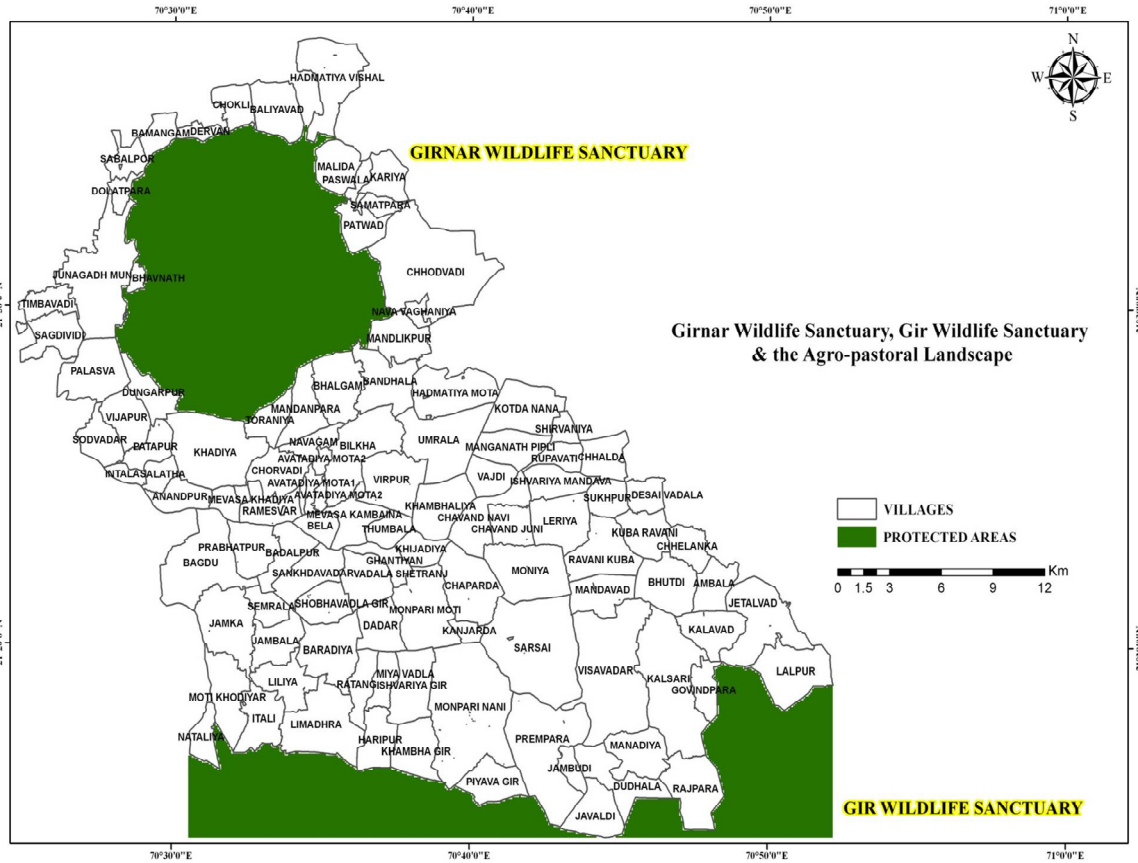 70°30'0"E
70°40'0"E
70°50'0"E
71°0'0"E
N
W
E
S
HADMATIYA VISHAL
CHOKLI
BALIYAVAD
BAMANGAM
DERVAN
GIRNAR WILDLIFE SANCTUARY
SABALPOR
MALIDA
PASWALA
KARIYA
DOLATPARA
SAMATPARA
PATWAD
JUNAGADH MUN
BHAVNATH
CHHODVADI
TIMBAVADI
NAVA VAGHANIYA
SAGDIVIDI
MANDLIKPUR
Girnar Wildlife Sanctuary, Gir Wildlife Sanctuary
& the Agro-pastoral Landscape
PALASVA
DUNGARPUR
BHALGAM
BANDHALA
HADMATIYA MOTA
VIJAPUR
MANDANPARA
TORANIYA
KOTDA NANA
SHIRVANIYA
SODVADAR
PATAPUR
KHADIYA
NAVAGAM
BILKHA
UMRALA
MANGANATH PIPLI
RUPAVATI
CHHALDA
AVATADIYA MOTA2
CHORVADI
INTALA
SALATHA
AVATADIYA MOTA1
VIRPUR
VAJDI
ISHVARIYA MANDAVA
ANANDPUR
MEVASA KHADIYA
AVATADIYA MOTA2
SUKHPUR
DESAI VADALA
RAMESVAR
KHAMBHALIYA
MEVASA KAMBAINA
CHAVAND NAVI
LERIYA
VILLAGES
BELA
THUMBALA
CHAVAND JUNI
KUBA RAVANI
PROTECTED AREAS
PRABHATPUR
BADALPUR
KHIJADIYA
CHHELANKA
BAGDU
GHANTIYAN
RAVANI KUBA
SANKHDAVADAR
VADALA SHETRANJ
MONIYA
CHAPARDA
MANDAVAD
BHUTDI
AMBALA
Km
0 1.5 3 6 9 12
SEMRALA
SHOBHAVADLA GIR
MONPARI MOTI
JETALVAD
JAMKA
DADAR
KANJARDA
KALAVAD
JAMBALA
BARADIYA
SARSAI
VISAVADAR
LALPUR
LILIYA
RATANG
MIYA VADLA
ISHVARIYA GIR
KALSARI
GOVINDPARA
MOTI KHODIYAR
MONPARI NANI
ITALI
LIMADHRA
NATALIYA
HARIPUR
KHAMBHA GIR
PREMPARA
MANADIYA
JAMBUDI
PIYAVA GIR
DUDHALA
RAJPARA
JAVALDI
GIR WILDLIFE SANCTUARY
70°30'0"E
70°40'0"E
70°50'0"E
71°0'0"E